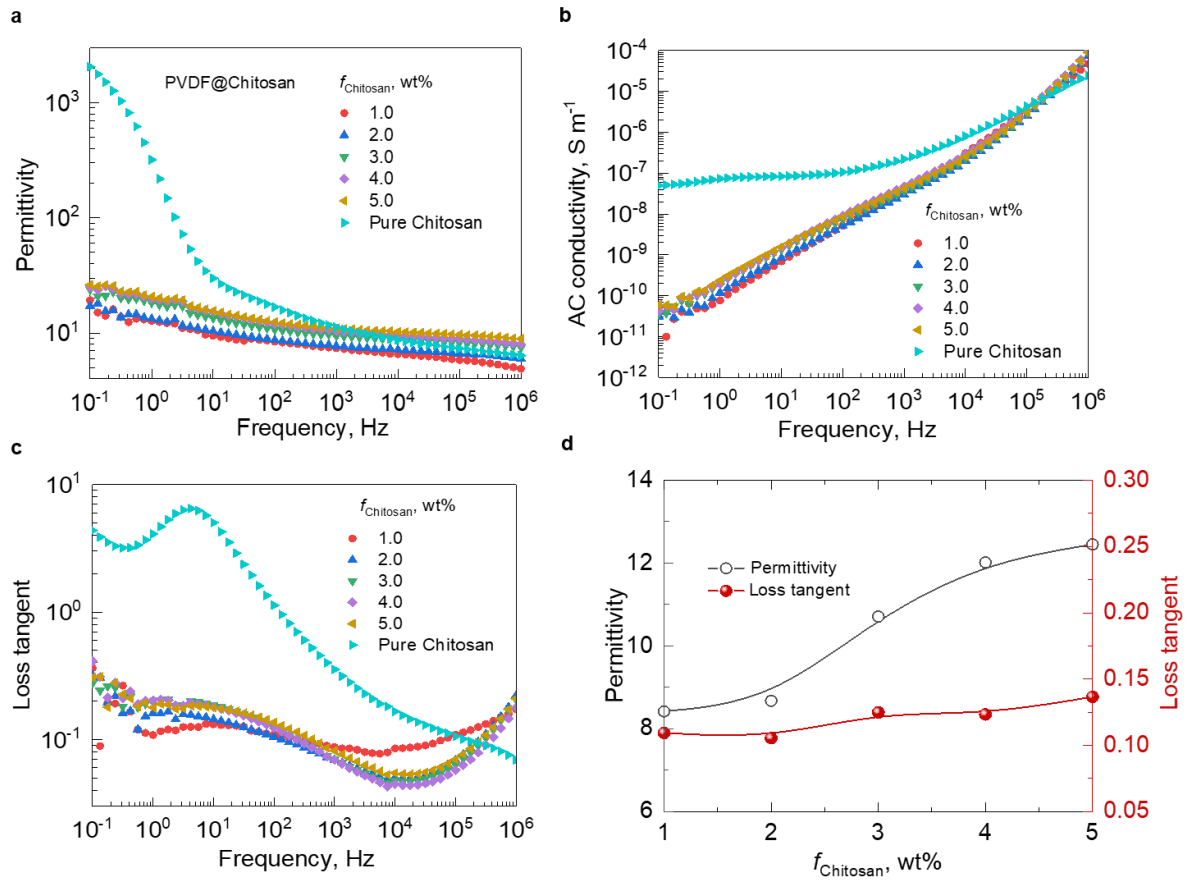 a
Permittivity
10³
10²
10¹
PVDF@Chitosan
fChitosan, wt%
1.0
2.0
3.0
4.0
5.0
Pure Chitosan
10⁻¹ 10⁰ 10¹ 10² 10³ 10⁴ 10⁵ 10⁶
Frequency, Hz
b
AC conductivity, S m⁻¹
10⁻⁴
10⁻⁵
10⁻⁶
10⁻⁷
10⁻⁸
10⁻⁹
10⁻¹⁰
10⁻¹¹
10⁻¹²
fChitosan, wt%
1.0
2.0
3.0
4.0
5.0
Pure Chitosan
10⁻¹ 10⁰ 10¹ 10² 10³ 10⁴ 10⁵ 10⁶
Frequency, Hz
c
Loss tangent
10¹
10⁰
10⁻¹
fChitosan, wt%
1.0
2.0
3.0
4.0
5.0
Pure Chitosan
10⁻¹ 10⁰ 10¹ 10² 10³ 10⁴ 10⁵ 10⁶
Frequency, Hz
d
Permittivity
14
12
10
8
6
Permittivity
Loss tangent
0.30
0.25
0.20
0.15
0.10
0.05
Loss tangent
1 2 3 4 5
fChitosan, wt%